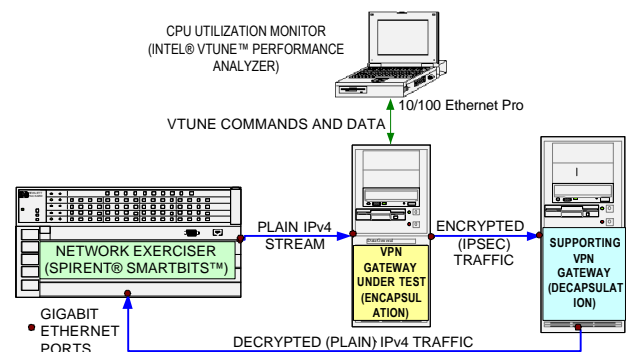 CPU UTILIZATION MONITOR
(INTEL® VTUNE™ PERFORMANCE
ANALYZER)
10/100 Ethernet Pro
VTUNE COMMANDS AND DATA
PLAIN IPv4
STREAM
ENCRYPTED
(IPSEC)
TRAFFIC
NETWORK EXERCISER
(SPIRENT® SMARTBITS™)
VPN
GATEWAY
UNDER TEST
(ENCAPSUL
ATION)
SUPPORTING
VPN
GATEWAY
(DECAPSULAT
ION)
GIGABIT
ETHERNET
PORTS
DECRYPTED (PLAIN) IPv4 TRAFFIC